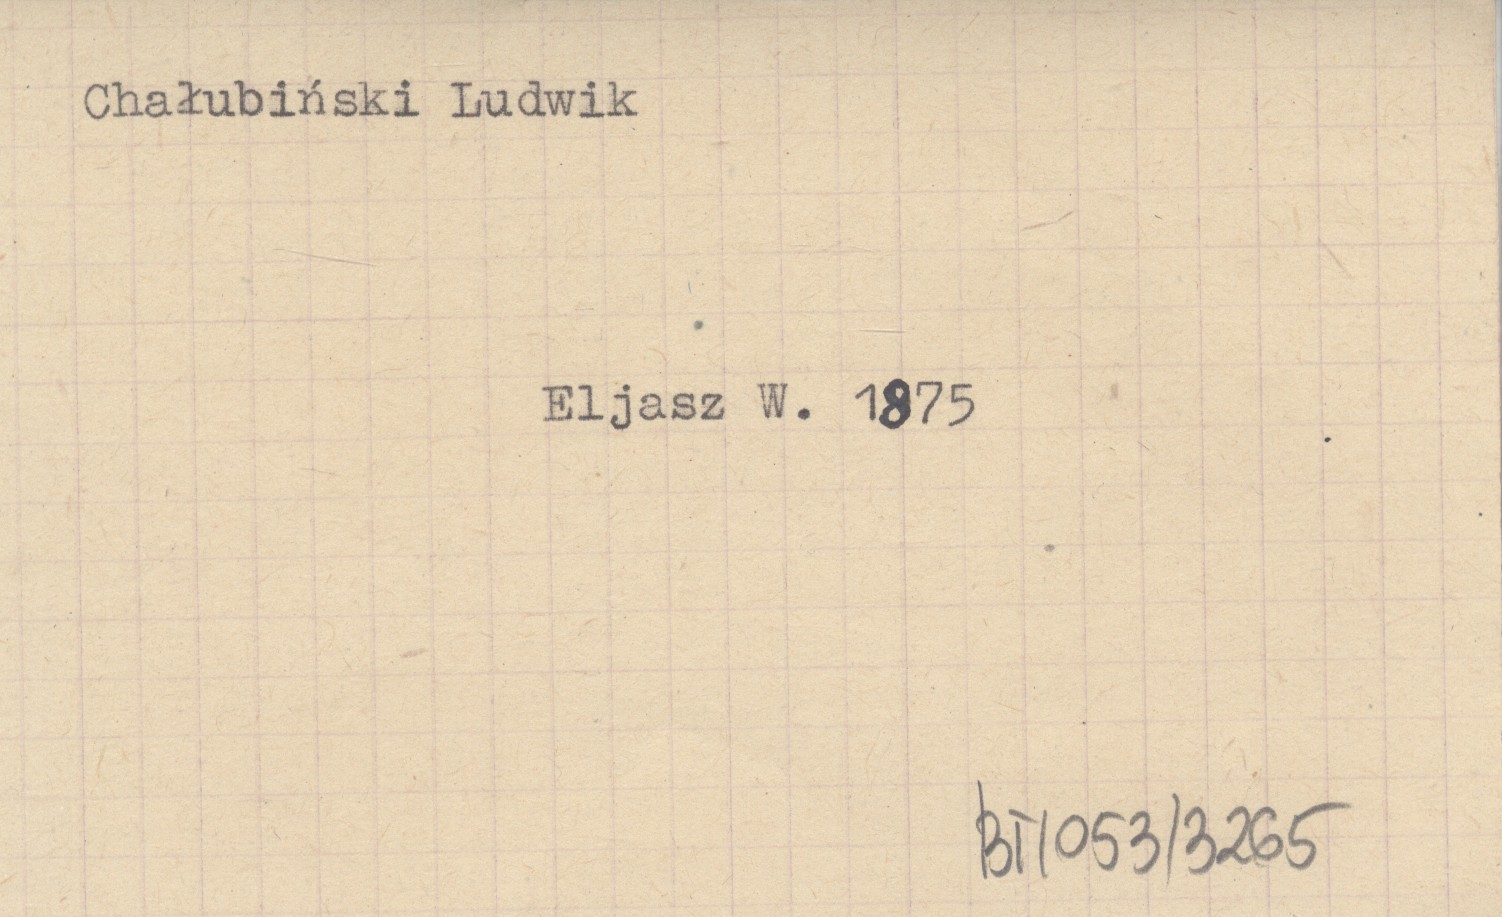 Chałubiński Ludwik
Eljasz W. 1875
BT/053/3265